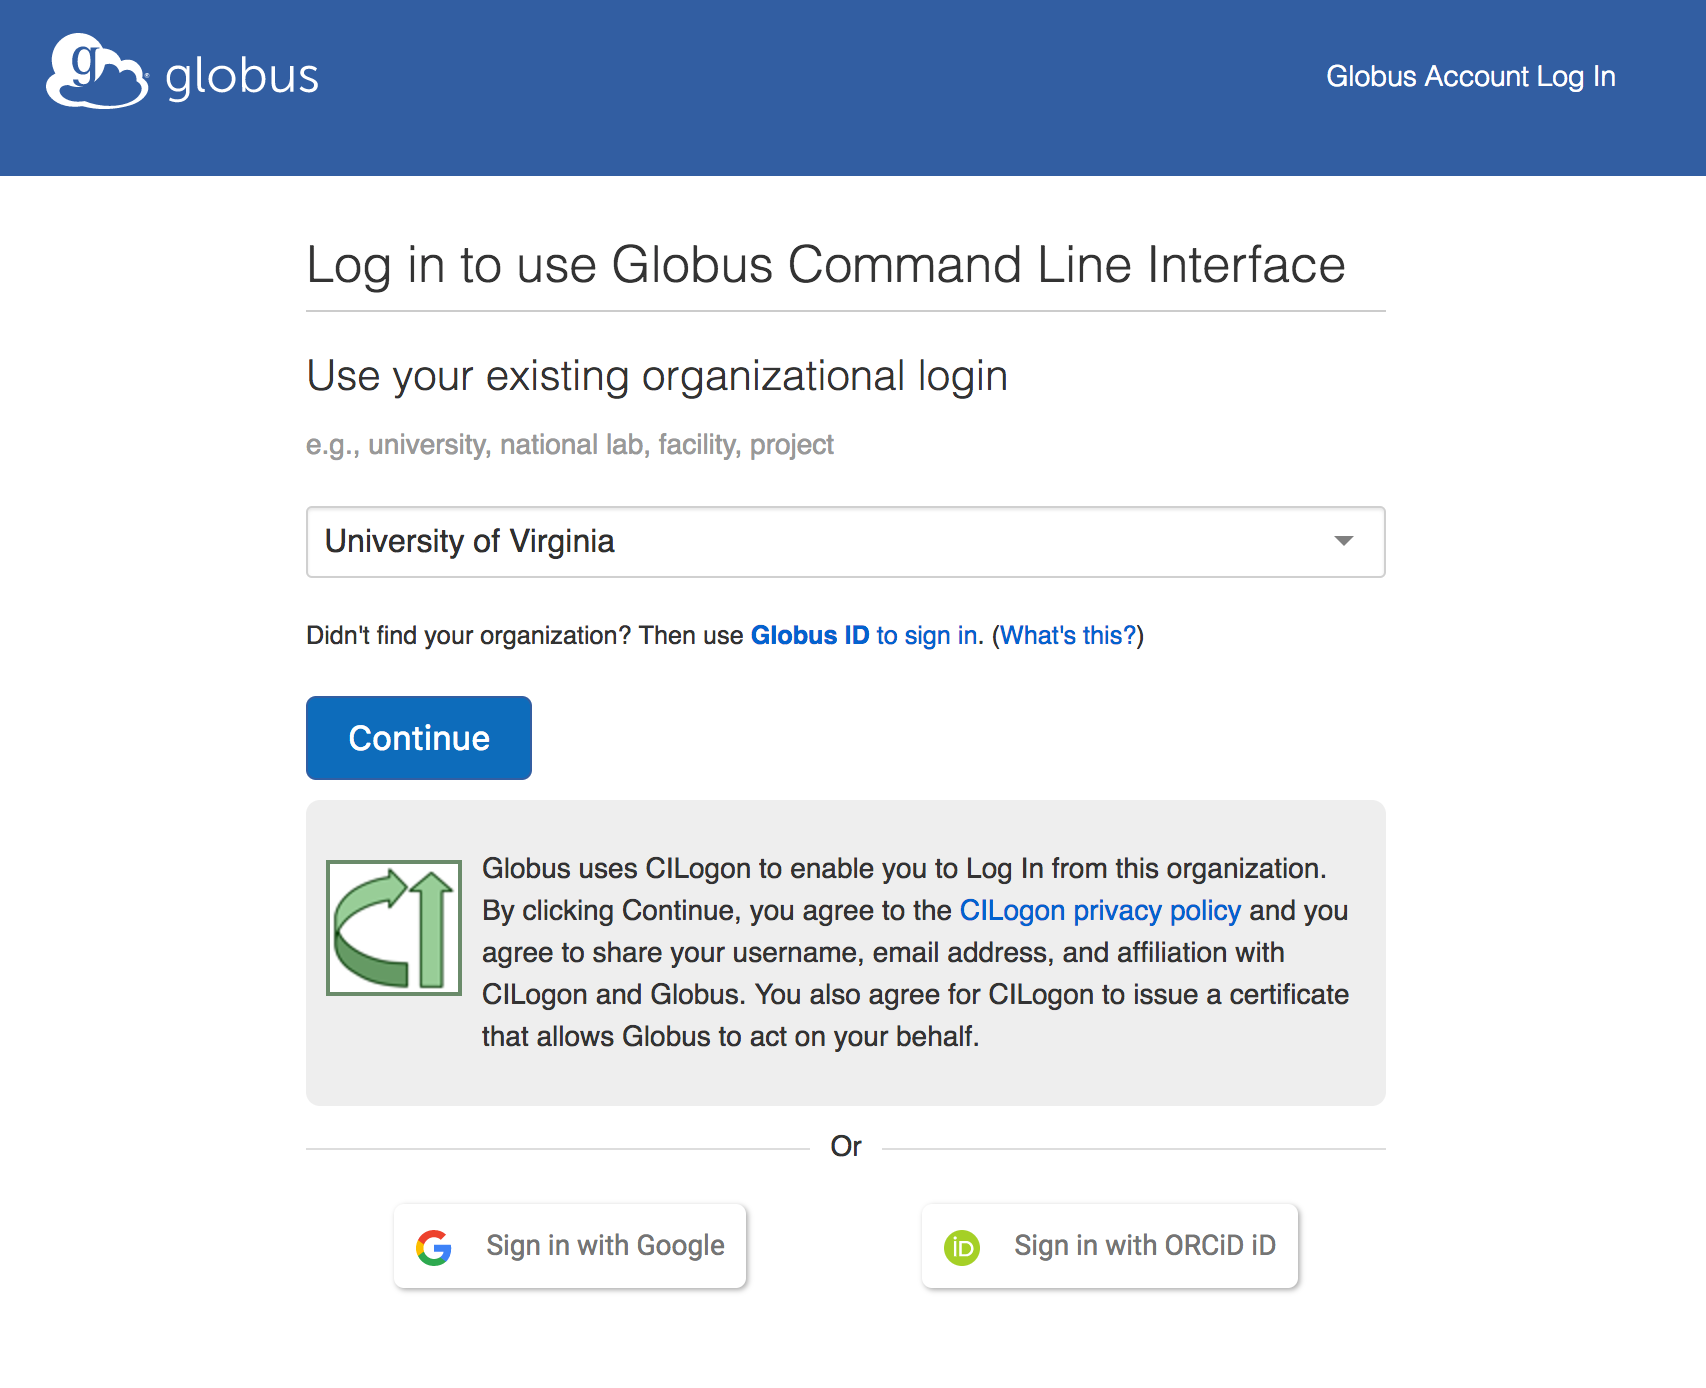 globus
Globus Account Log In
Log in to use Globus Command Line Interface
Use your existing organizational login
e.g., university, national lab, facility, project
University of Virginia
Didn't find your organization? Then use Globus ID to sign in. (What's this?)
Continue
Globus uses CILogon to enable you to Log In from this organization.
By clicking Continue, you agree to the CILogon privacy policy and you
agree to share your username, email address, and affiliation with
CILogon and Globus. You also agree for CILogon to issue a certificate
that allows Globus to act on your behalf.
Or
Sign in with Google
iD Sign in with ORCiD iD